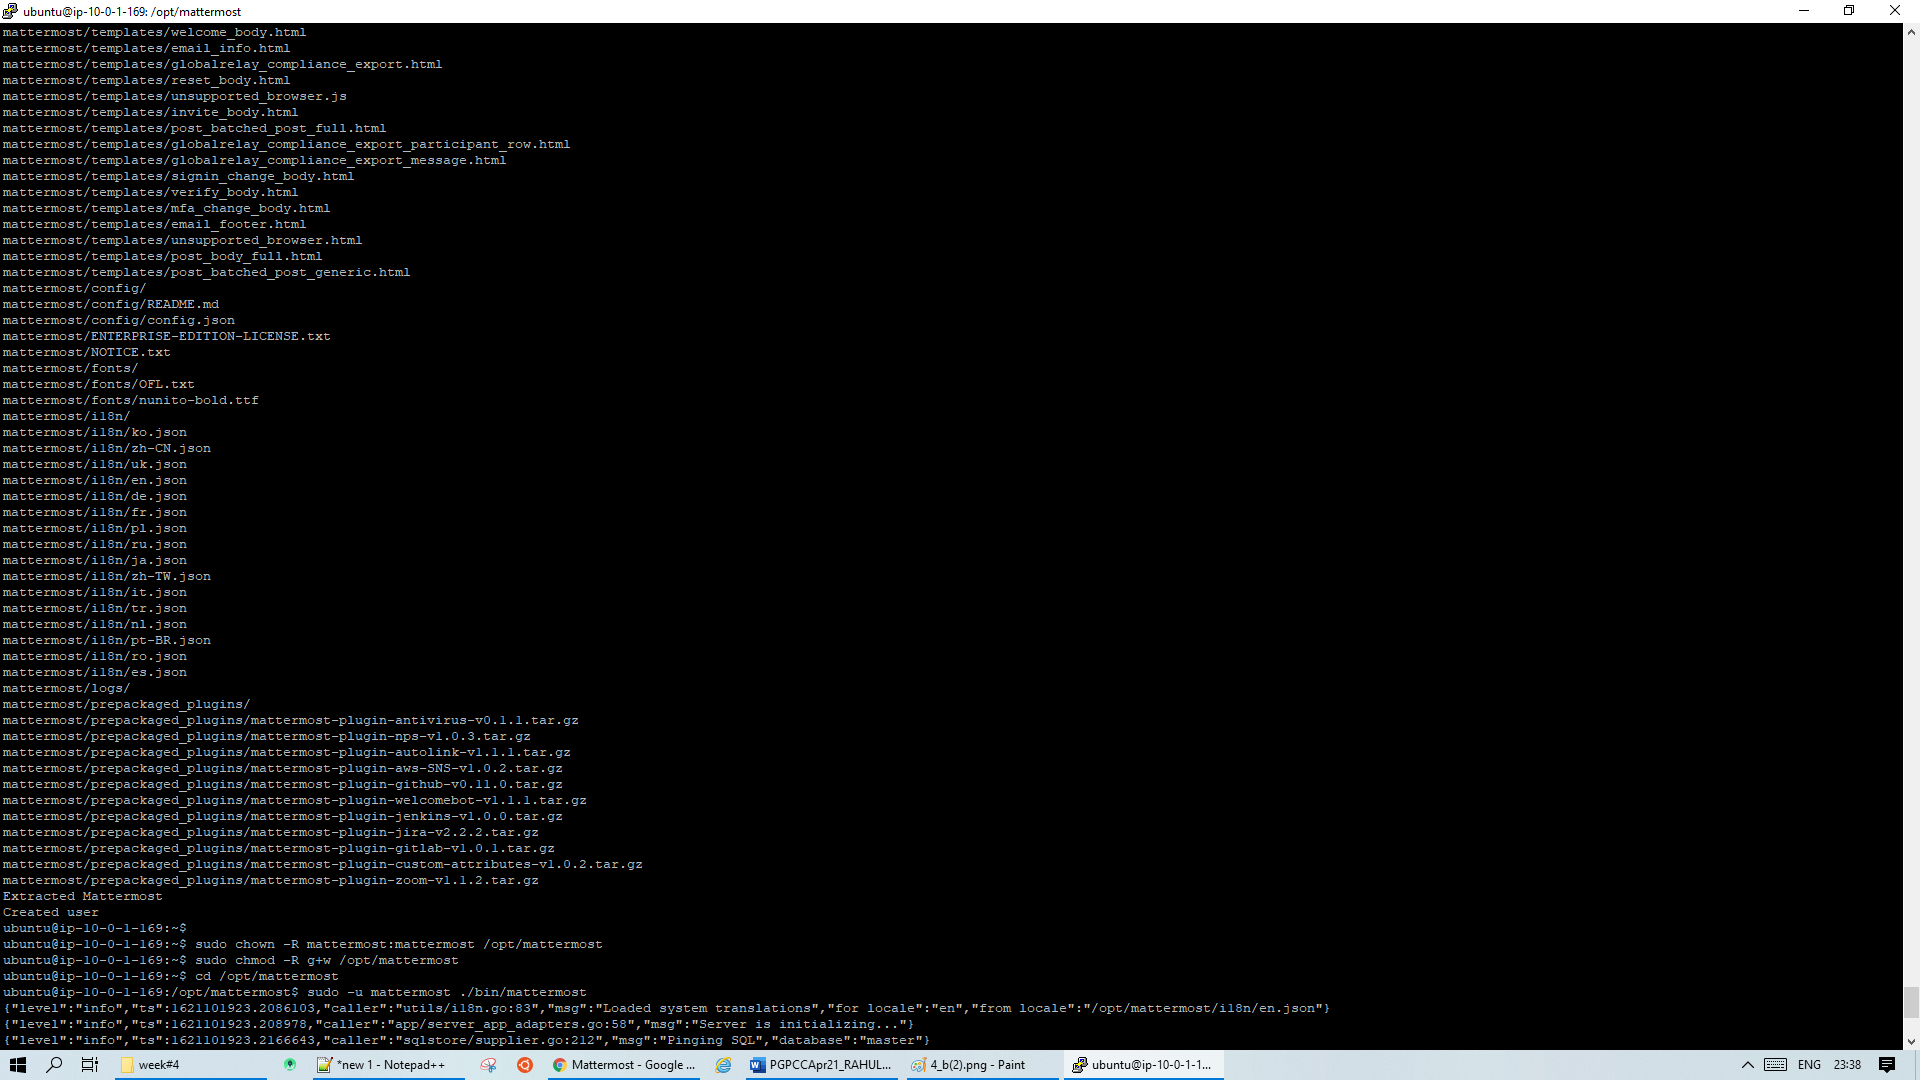 ubuntu@ip-10-0-1-169: /opt/mattermost
mattermost/templates/welcome_body.html
mattermost/templates/email_info.html
mattermost/templates/globalrelay_compliance_export.html
mattermost/templates/reset_body.html
mattermost/templates/unsupported_browser.js
mattermost/templates/invite_body.html
mattermost/templates/post_batched_post_full.html
mattermost/templates/globalrelay_compliance_export_participant_row.html
mattermost/templates/globalrelay_compliance_export_message.html
mattermost/templates/signin_change_body.html
mattermost/templates/verify_body.html
mattermost/templates/mfa_change_body.html
mattermost/templates/email_footer.html
mattermost/templates/unsupported_browser.html
mattermost/templates/post_body_full.html
mattermost/templates/post_batched_post_generic.html
mattermost/config/
mattermost/config/README.md
mattermost/config/config.json
mattermost/ENTERPRISE-EDITION-LICENSE.txt
mattermost/NOTICE.txt
mattermost/fonts/
mattermost/fonts/OFL.txt
mattermost/fonts/nunito-bold.ttf
mattermost/i18n/
mattermost/i18n/ko.json
mattermost/i18n/zh-CN.json
mattermost/i18n/uk.json
mattermost/i18n/en.json
mattermost/i18n/de.json
mattermost/i18n/fr.json
mattermost/i18n/pl.json
mattermost/i18n/ru.json
mattermost/i18n/ja.json
mattermost/i18n/zh-TW.json
mattermost/i18n/it.json
mattermost/i18n/tr.json
mattermost/i18n/nl.json
mattermost/i18n/pt-BR.json
mattermost/i18n/ro.json
mattermost/i18n/es.json
mattermost/logs/
mattermost/prepackaged_plugins/
mattermost/prepackaged_plugins/mattermost-plugin-antivirus-v0.1.1.tar.gz
mattermost/prepackaged_plugins/mattermost-plugin-nps-v1.0.3.tar.gz
mattermost/prepackaged_plugins/mattermost-plugin-autolink-v1.1.1.tar.gz
mattermost/prepackaged_plugins/mattermost-plugin-aws-SNS-v1.0.2.tar.gz
mattermost/prepackaged_plugins/mattermost-plugin-github-v0.11.0.tar.gz
mattermost/prepackaged_plugins/mattermost-plugin-welcomebot-v1.1.1.tar.gz
mattermost/prepackaged_plugins/mattermost-plugin-jenkins-v1.0.0.tar.gz
mattermost/prepackaged_plugins/mattermost-plugin-jira-v2.2.2.tar.gz
mattermost/prepackaged_plugins/mattermost-plugin-gitlab-v1.0.1.tar.gz
mattermost/prepackaged_plugins/mattermost-plugin-custom-attributes-v1.0.2.tar.gz
mattermost/prepackaged_plugins/mattermost-plugin-zoom-v1.1.2.tar.gz
Extracted Mattermost
Created user
ubuntu@ip-10-0-1-169:~$
ubuntu@ip-10-0-1-169:~$ sudo chown -R mattermost:mattermost /opt/mattermost
ubuntu@ip-10-0-1-169:~$ sudo chmod -R g+w /opt/mattermost
ubuntu@ip-10-0-1-169:~$ cd /opt/mattermost
ubuntu@ip-10-0-1-169:/opt/mattermost$ sudo -u mattermost ./bin/mattermost
{"level":"info","ts":1621101923.2086103,"caller":"utils/i18n.go:83","msg":"Loaded system translations","for locale":"en","from locale":"/opt/mattermost/i18n/en.json"}
{"level":"info","ts":1621101923.208978,"caller":"app/server_app_adapters.go:58","msg":"Server is initializing..."}
{"level":"info","ts":1621101923.2166643,"caller":"sqlstore/supplier.go:212","msg":"Pinging SQL","database":"master"}
week#4
*new 1 - Notepad++
Mattermost - Google ...
PGPCCApr21_RAHUL...
4_b(2).png - Paint
ubuntu@ip-10-0-1-1...
ENG
23:38